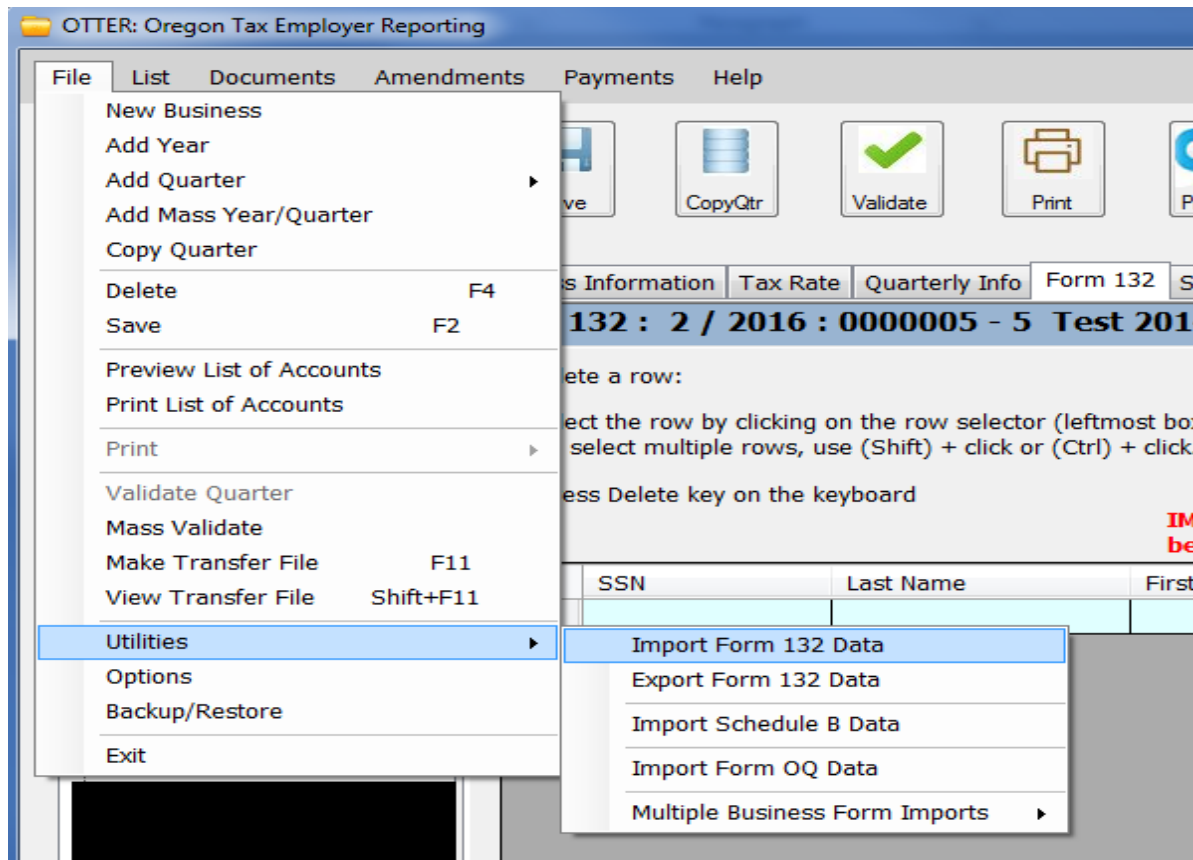 OTTER: Oregon Tax Employer Reporting
File List Documents Amendments Payments Help
New Business
Add Year
Add Quarter
Add Mass Year/Quarter
Copy Quarter
Delete F4
Save F2
Preview List of Accounts
Print List of Accounts
Print
Validate Quarter
Mass Validate
Make Transfer File F11
View Transfer File Shift+F11
Utilities
Options
Backup/Restore
Exit
Import Form 132 Data
Export Form 132 Data
Import Schedule B Data
Import Form OQ Data
Multiple Business Form Imports
ve CopyQtr Validate Print P
s Information Tax Rate Quarterly Info Form 132 S
132 : 2 / 2016 : 0000005 - 5 Test 201
ete a row:
ect the row by clicking on the row selector (leftmost bo
select multiple rows, use (Shift) + click or (Ctrl) + click
ess Delete key on the keyboard
IM
be
SSN Last Name First